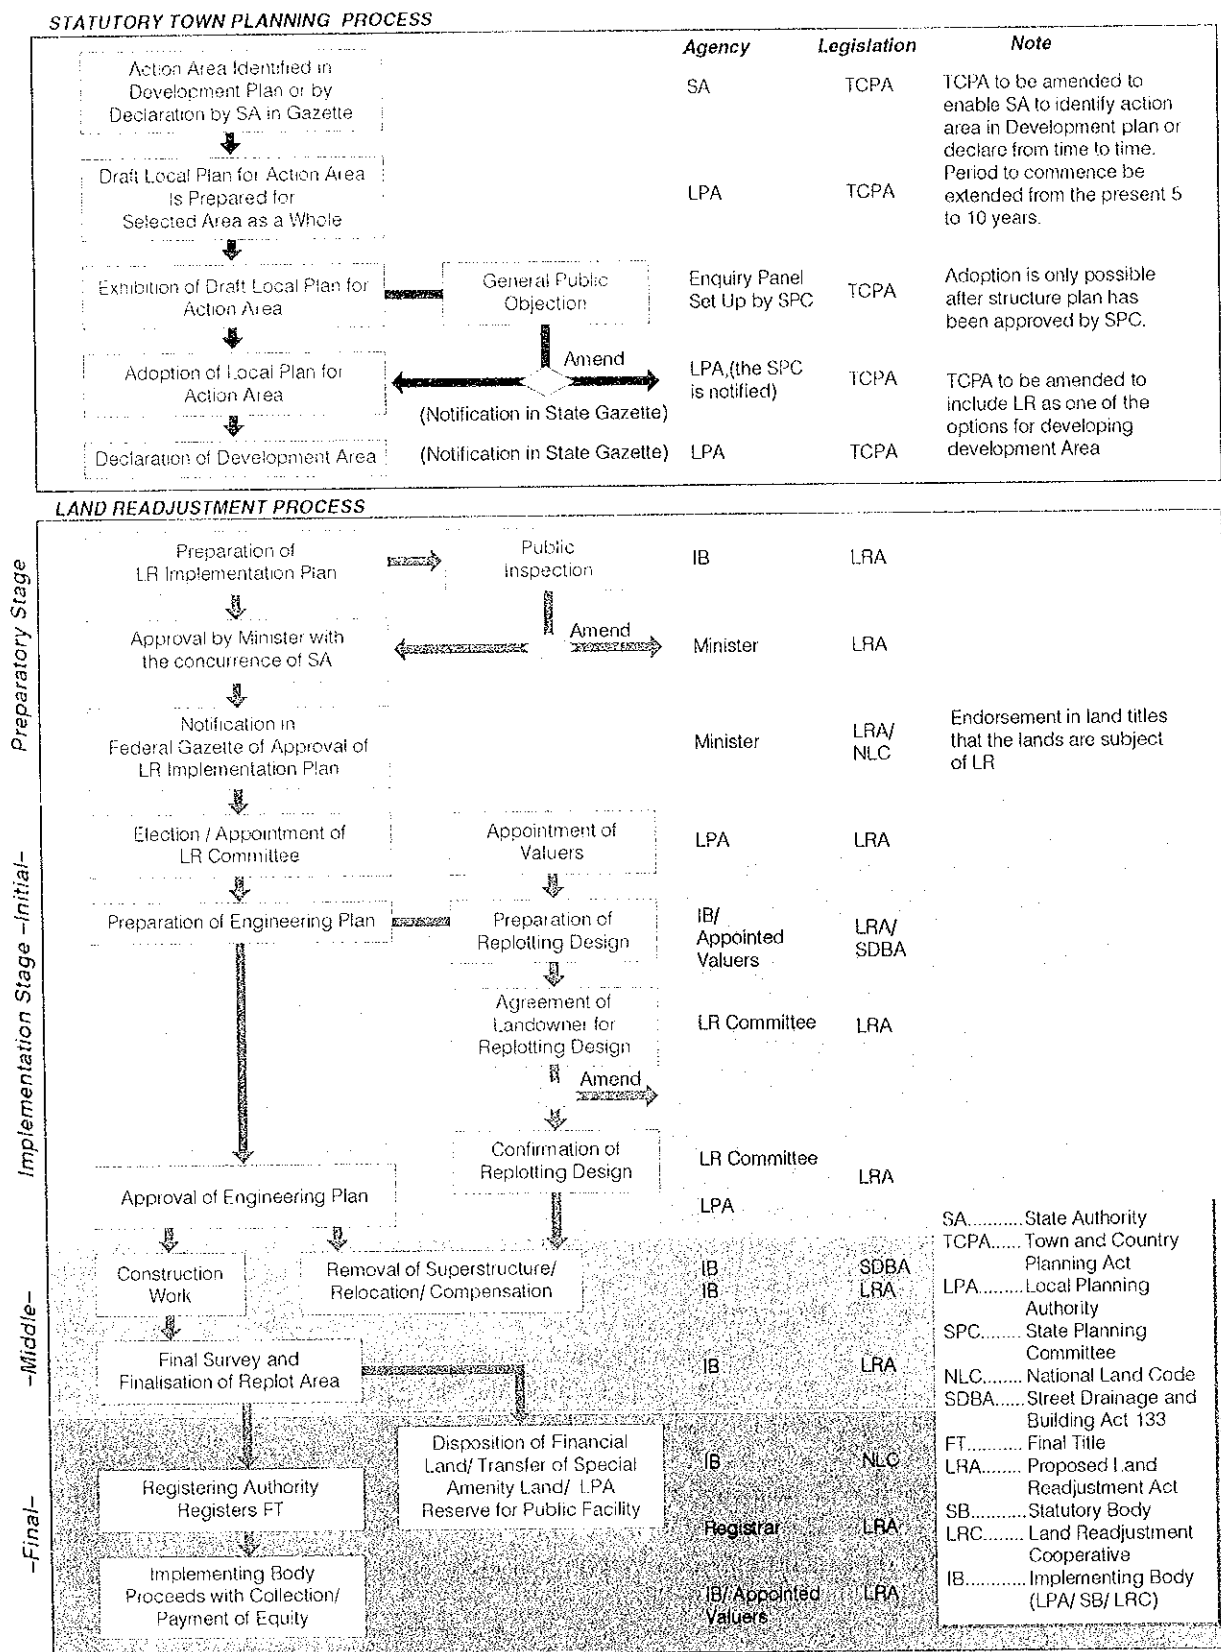 STATUTORY TOWN PLANNING PROCESS
Agency Legislation Note
Action Area Identified in
Development Plan or by
Declaration by SA in Gazette
SA TCPA
TCPA to be amended to
enable SA to identify action
area in Development plan or
declare from time to time.
Period to commence be
extended from the present 5
to 10 years.
Draft Local Plan for Action Area
Is Prepared for
Selected Area as a Whole
LPA TCPA
Exhibition of Draft Local Plan for
Action Area
General Public
Objection
Enquiry Panel
Set Up by SPC
TCPA
Adoption is only possible
after structure plan has
been approved by SPC.
Amend
Adoption of Local Plan for
Action Area
(Notification in State Gazette)
LPA,(the SPC
is notified)
TCPA
TCPA to be amended to
include LR as one of the
options for developing
development Area
Declaration of Development Area
(Notification in State Gazette)
LPA TCPA
LAND READJUSTMENT PROCESS
Preparatory Stage
Preparation of
LR Implementation Plan
Public
Inspection
IB LRA
Amend
Approval by Minister with
the concurrence of SA
Minister LRA
Notification in
Federal Gazette of Approval of
LR Implementation Plan
Minister
LRA/
NLC
Endorsement in land titles
that the lands are subject
of LR
Implementation Stage –Initial–
Election / Appointment of
LR Committee
Appointment of
Valuers
LPA LRA
Preparation of Engineering Plan
Preparation of
Replotting Design
IB/
Appointed
Valuers
LRA/
SDBA
Agreement of
Landowner for
Replotting Design
LR Committee LRA
Amend
Confirmation of
Replotting Design
LR Committee
LRA
LPA
Approval of Engineering Plan
–Middle–
Construction
Work
Removal of Superstructure/
Relocation/ Compensation
IB SDBA
IB LRA
Final Survey and
Finalisation of Replot Area
IB LRA
–Final–
Disposition of Financial
Land/ Transfer of Special
Amenity Land/ LPA
Reserve for Public Facility
IB NLC
Registering Authority
Registers FT
Registrar LRA
Implementing Body
Proceeds with Collection/
Payment of Equity
IB/ Appointed
Valuers
LRA
SA..........State Authority
TCPA......Town and Country
Planning Act
LPA.........Local Planning
Authority
SPC........State Planning
Committee
NLC........National Land Code
SDBA......Street Drainage and
Building Act 133
FT...........Final Title
LRA........Proposed Land
Readjustment Act
SB...........Statutory Body
LRC........Land Readjustment
Cooperative
IB............Implementing Body
(LPA/ SB/ LRC)